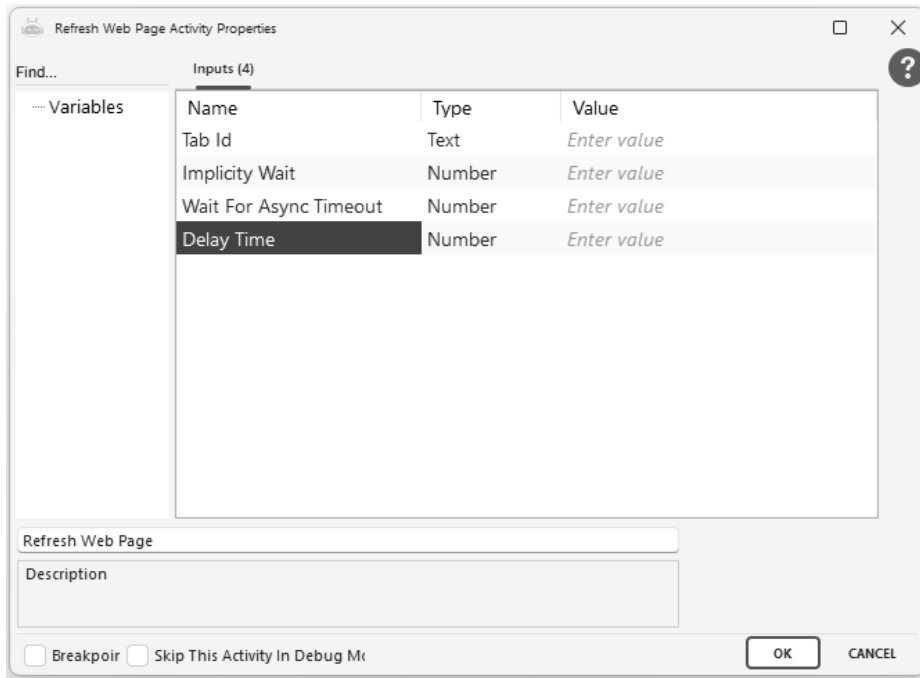 Refresh Web Page Activity Properties
Find...
Inputs (4)
?
Variables
Name Type Value
Tab Id Text Enter value
Implicity Wait Number Enter value
Wait For Async Timeout Number Enter value
Delay Time Number Enter value
Refresh Web Page
Description
Breakpoir Skip This Activity In Debug Mo
OK CANCEL